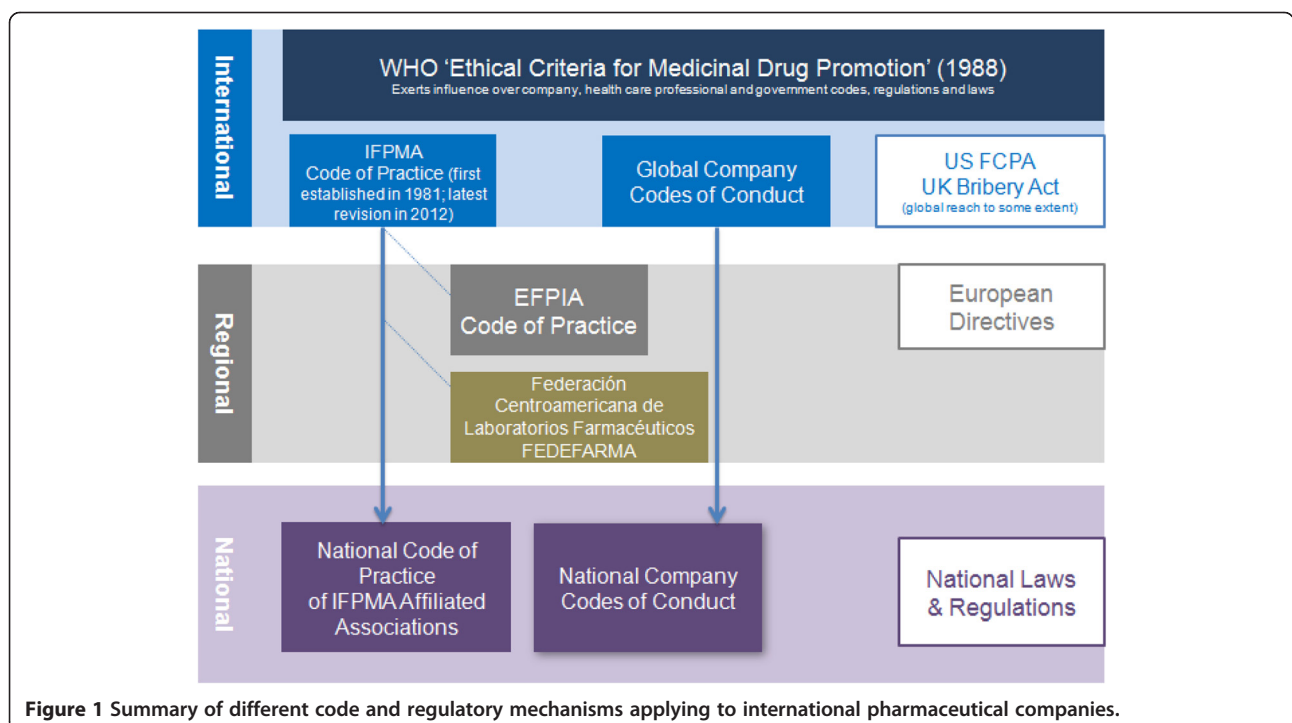 International
WHO ‘Ethical Criteria for Medicinal Drug Promotion’ (1988)
Exerts influence over company, health care professional and government codes, regulations and laws
IFPMA
Code of Practice (first
established in 1981; latest
revision in 2012)
Global Company
Codes of Conduct
US FCPA
UK Bribery Act
(global reach to some extent)
Regional
EFPIA
Code of Practice
European
Directives
Federación
Centroamericana de
Laboratorios Farmacéuticos
FEDEFARMA
National
National Code of
Practice
of IFPMA Affiliated
Associations
National Company
Codes of Conduct
National Laws
& Regulations
Figure 1 Summary of different code and regulatory mechanisms applying to international pharmaceutical companies.